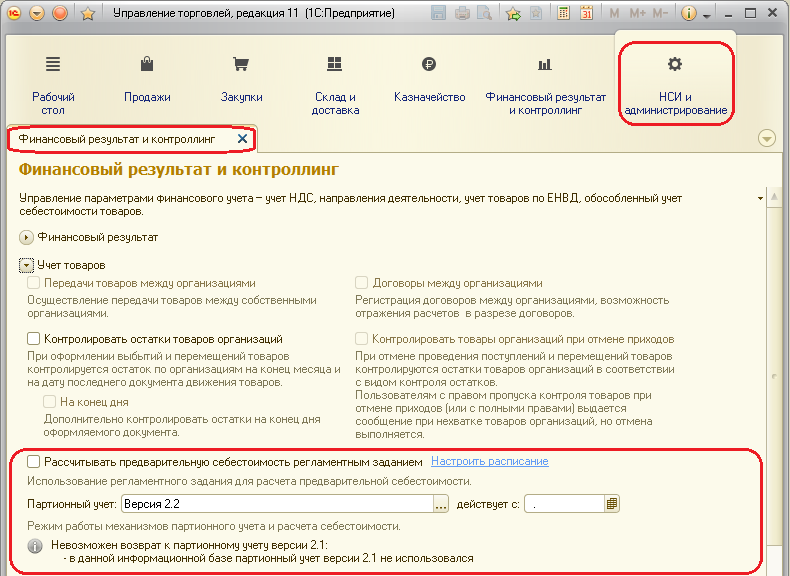 Управление торговлей, редакция 11 (1С:Предприятие)
M M+ M-
Рабочий стол
Продажи
Закупки
Склад и доставка
Казначейство
Финансовый результат и контроллинг
НСИ и администрирование
Финансовый результат и контроллинг
Финансовый результат и контроллинг
Управление параметрами финансового учета – учет НДС, направления деятельности, учет товаров по ЕНВД, обособленный учет
себестоимости товаров.
Финансовый результат
Учет товаров
Передачи товаров между организациями
Осуществление передачи товаров между собственными
организациями.
Договоры между организациями
Регистрация договоров между организациями, возможность
отражения расчетов в разрезе договоров.
Контролировать остатки товаров организаций
При оформлении выбытий и перемещений товаров
контролируется остаток по организациям на конец месяца и
на дату последнего документа движения товаров.
На конец дня
Дополнительно контролировать остатки на конец дня
оформляемого документа.
Контролировать товары организаций при отмене приходов
При отмене проведения поступлений и перемещений товаров
контролируются остатки товаров организаций в соответствии
с видом контроля остатков.
Пользователям с правом пропуска контроля товаров при
отмене приходов (или с полными правами) выдается
сообщение при нехватке товаров организаций, но отмена
выполняется.
Рассчитывать предварительную себестоимость регламентным заданием Настроить расписание
Использование регламентного задания для расчета предварительной себестоимости.
Партионный учет: Версия 2.2 ... действует с: .
Режим работы механизмов партионного учета и расчета себестоимости.
Невозможен возврат к партионному учету версии 2.1:
- в данной информационной базе партионный учет версии 2.1 не использовался